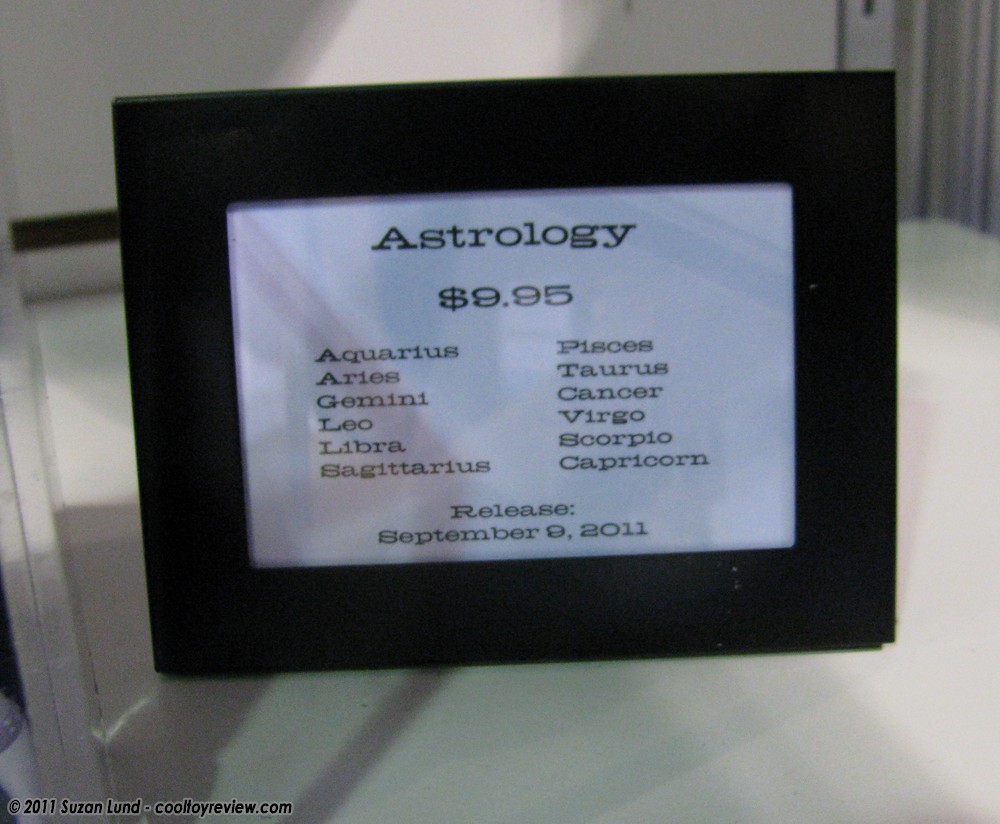 Astrology
$9.95
Aquarius
Aries
Gemini
Leo
Libra
Sagittarius
Pisces
Taurus
Cancer
Virgo
Scorpio
Capricorn
Release:
September 9, 2011
© 2011 Suzan Lund - cooltoyreview.com